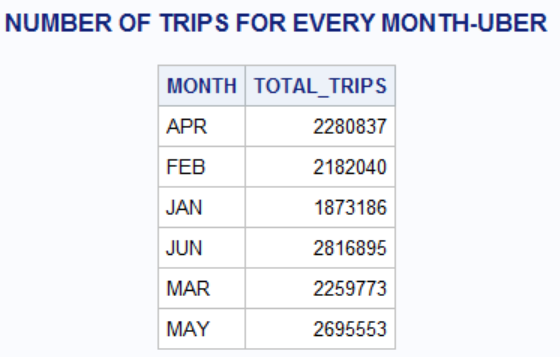 NUMBER OF TRIPS FOR EVERY MONTH-UBER
MONTH TOTAL_TRIPS
APR 2280837
FEB 2182040
JAN 1873186
JUN 2816895
MAR 2259773
MAY 2695553